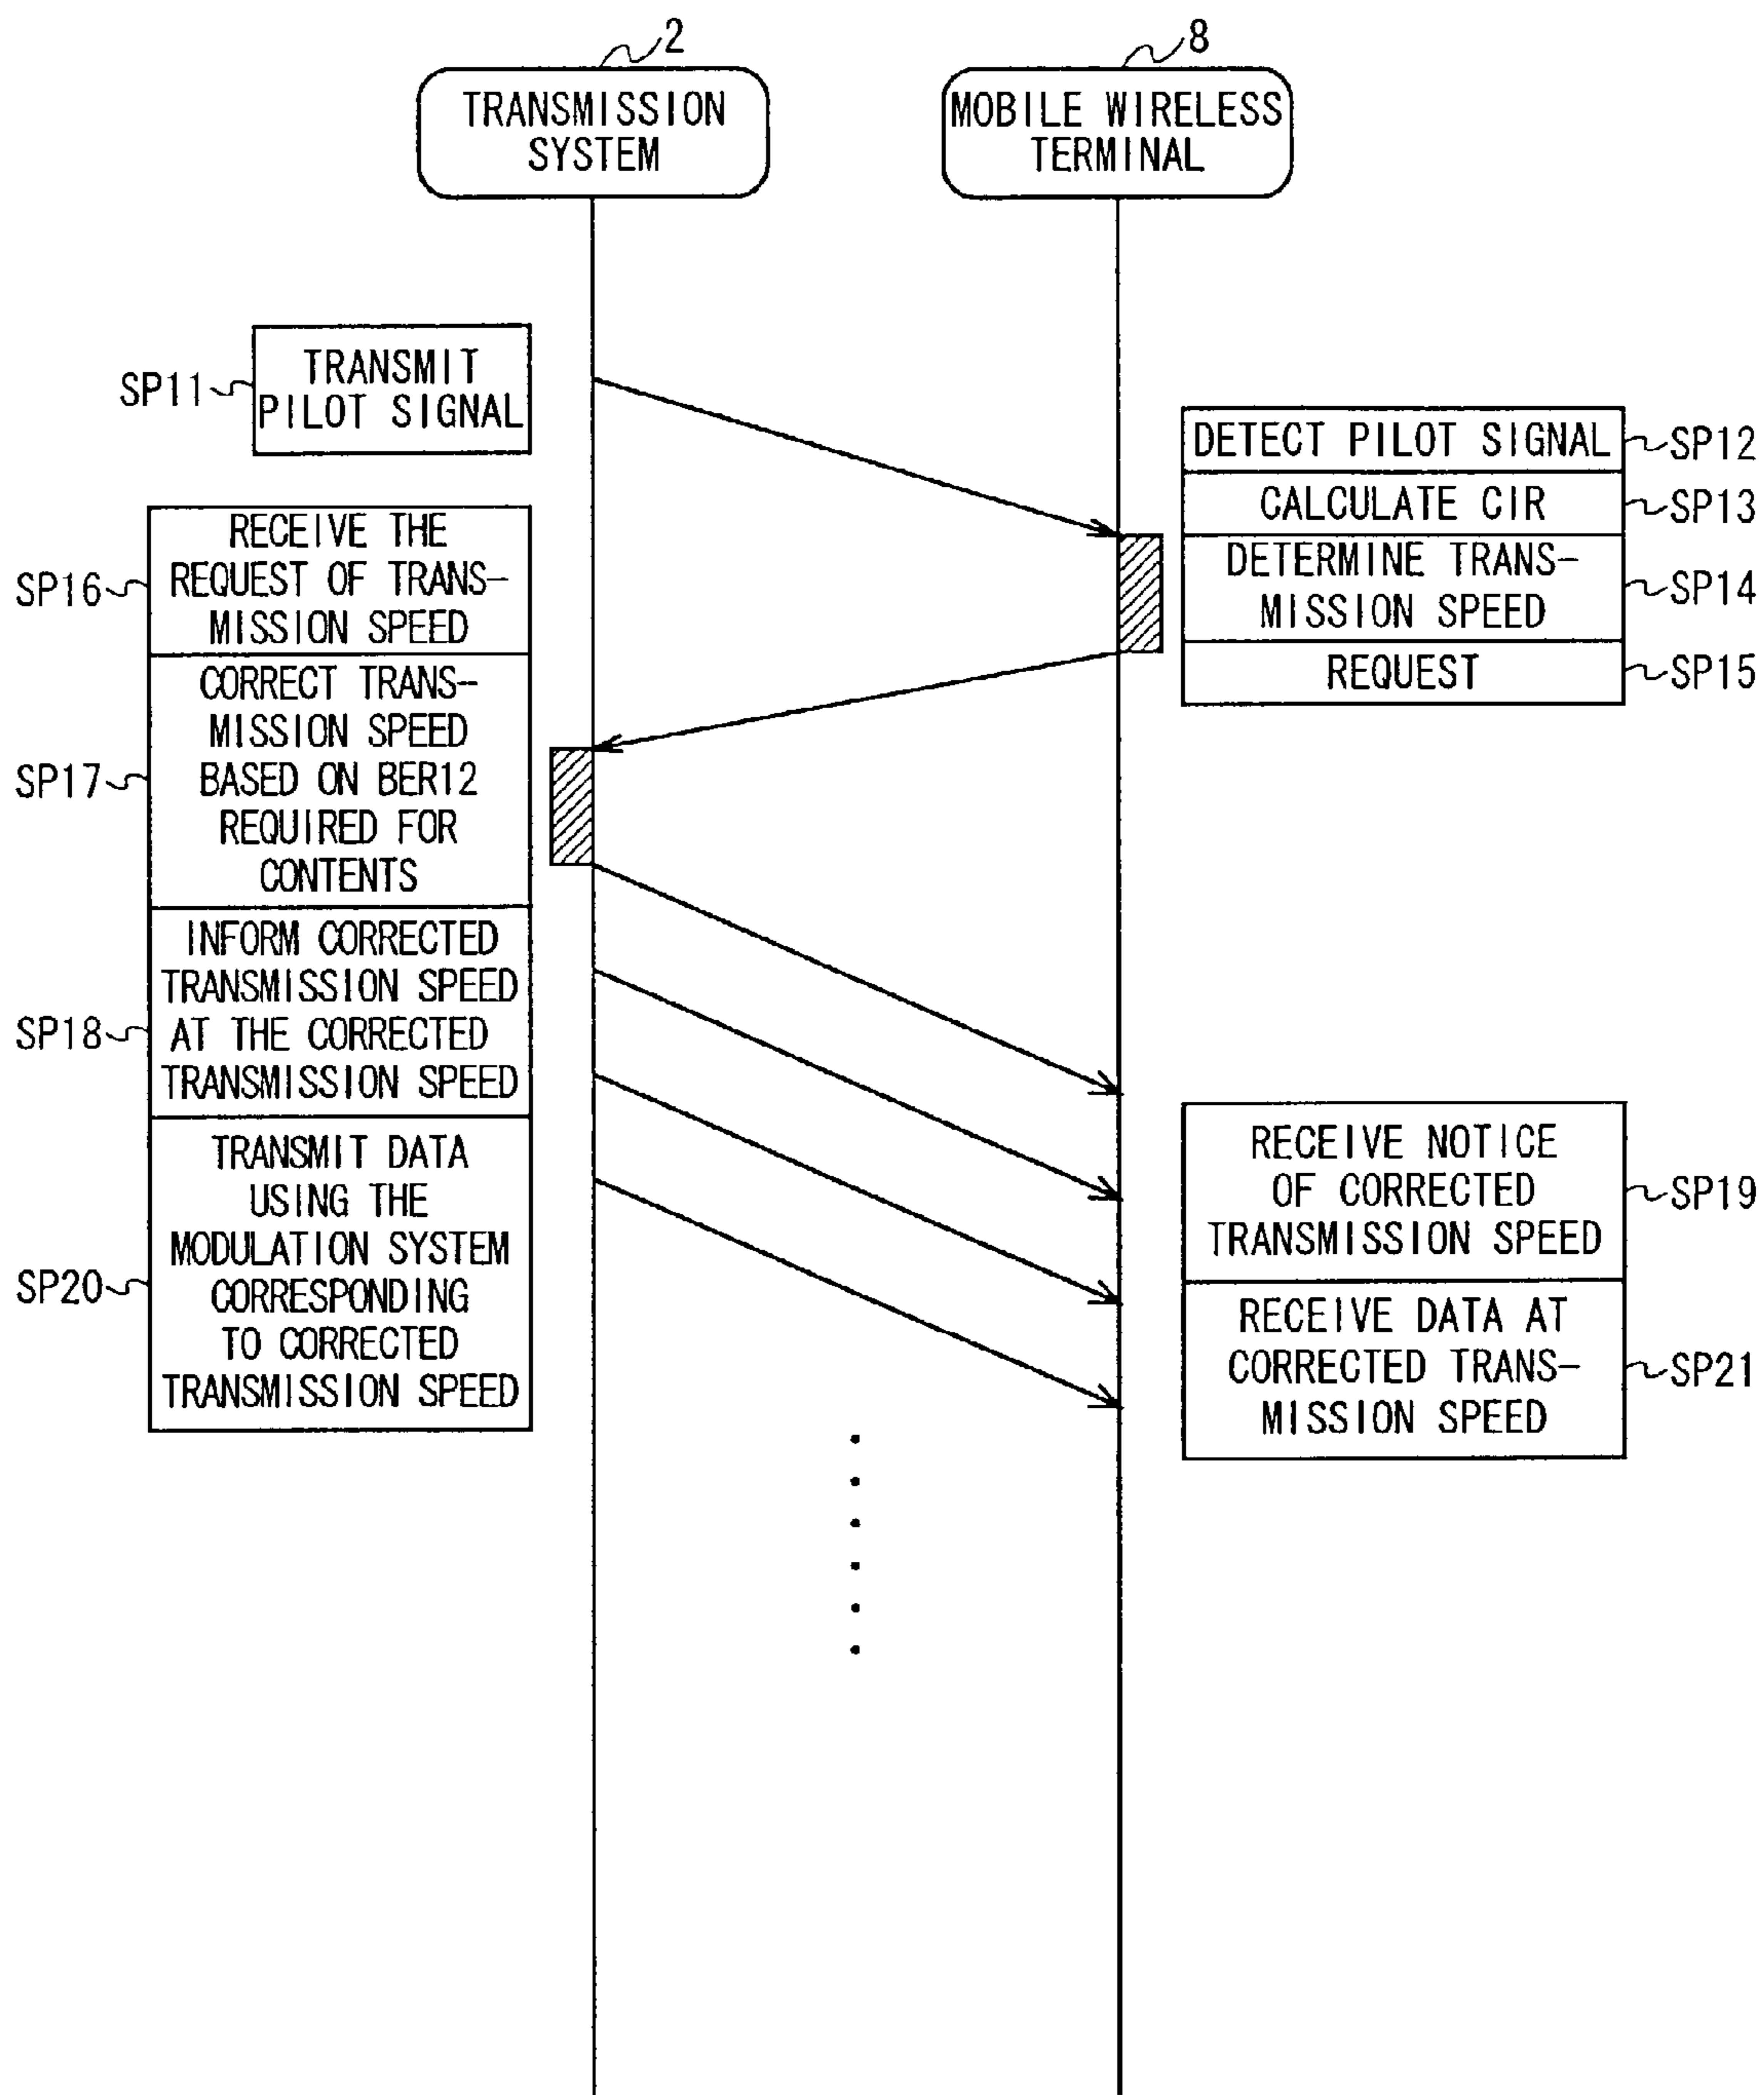 2
8
TRANSMISSION
SYSTEM
MOBILE WIRELESS
TERMINAL
SP11
TRANSMIT
PILOT SIGNAL
DETECT PILOT SIGNAL
SP12
CALCULATE CIR
SP13
DETERMINE TRANS-
MISSION SPEED
SP14
REQUEST
SP15
SP16
RECEIVE THE
REQUEST OF TRANS-
MISSION SPEED
SP17
CORRECT TRANS-
MISSION SPEED
BASED ON BER12
REQUIRED FOR
CONTENTS
SP18
INFORM CORRECTED
TRANSMISSION SPEED
AT THE CORRECTED
TRANSMISSION SPEED
SP20
TRANSMIT DATA
USING THE
MODULATION SYSTEM
CORRESPONDING
TO CORRECTED
TRANSMISSION SPEED
RECEIVE NOTICE
OF CORRECTED
TRANSMISSION SPEED
SP19
RECEIVE DATA AT
CORRECTED TRANS-
MISSION SPEED
SP21